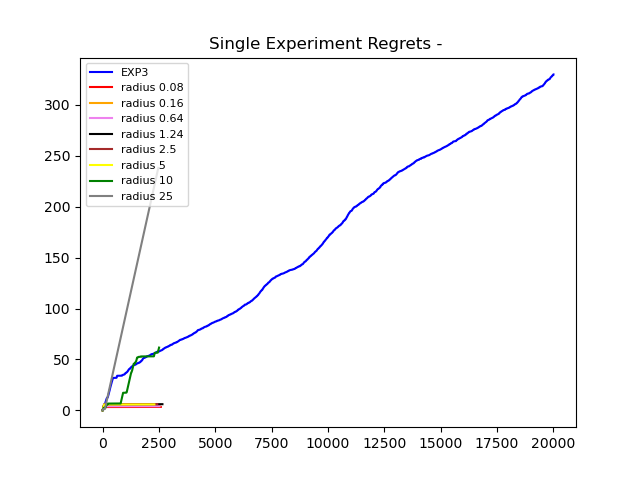 Single Experiment Regrets -
EXP3
radius 0.08
radius 0.16
radius 0.64
radius 1.24
radius 2.5
radius 5
radius 10
radius 25
300
250
200
150
100
50
0
0 2500 5000 7500 10000 12500 15000 17500 20000